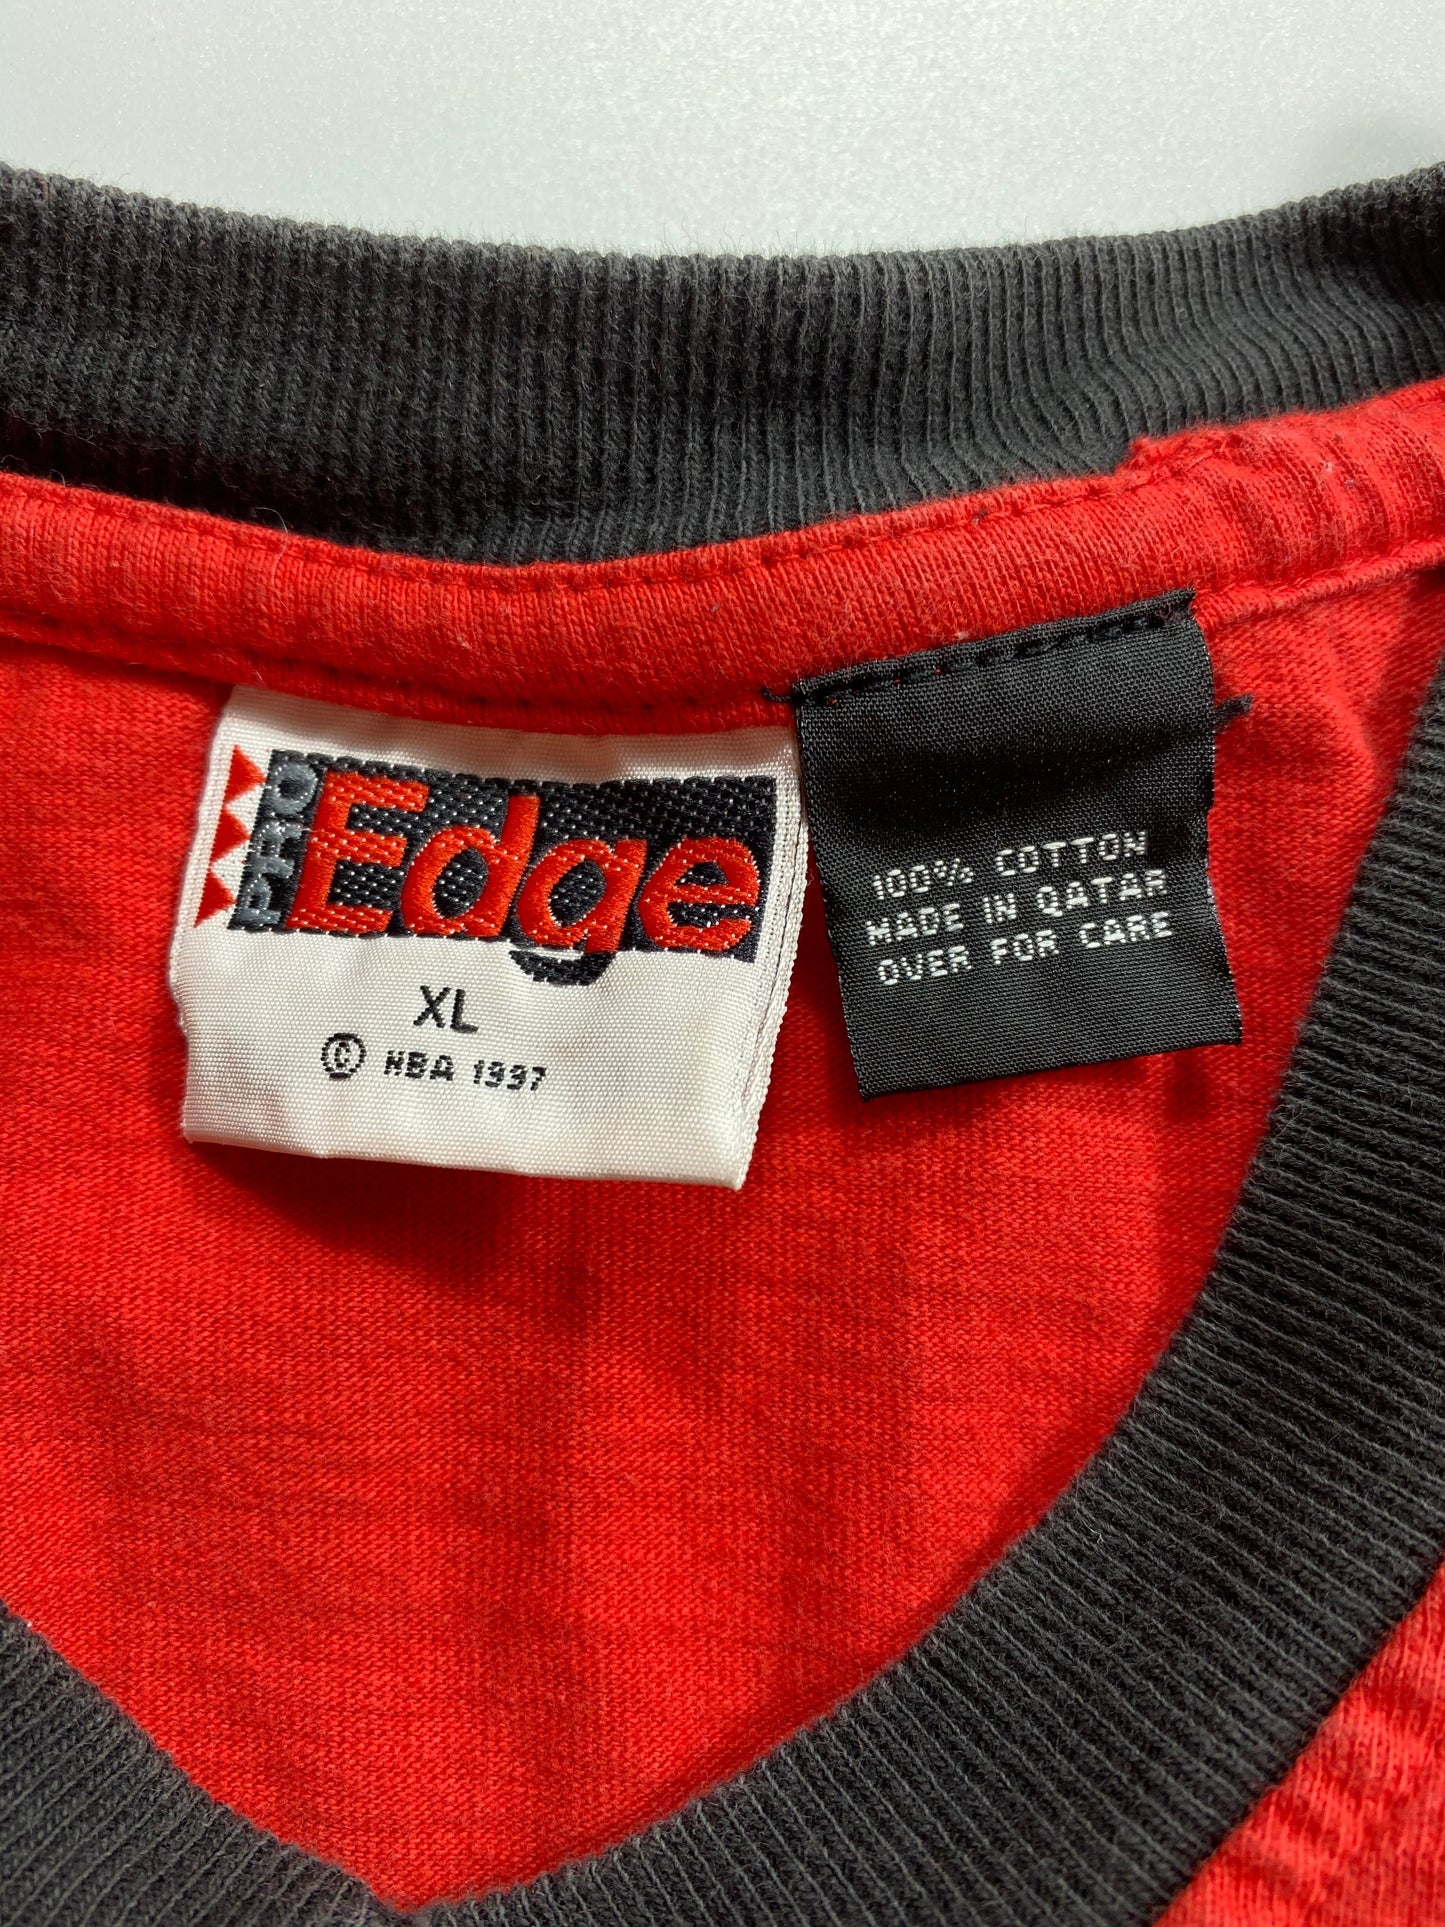 PRO Edge
XL
© NBA 1997
100% COTTON
MADE IN QATAR
OVER FOR CARE